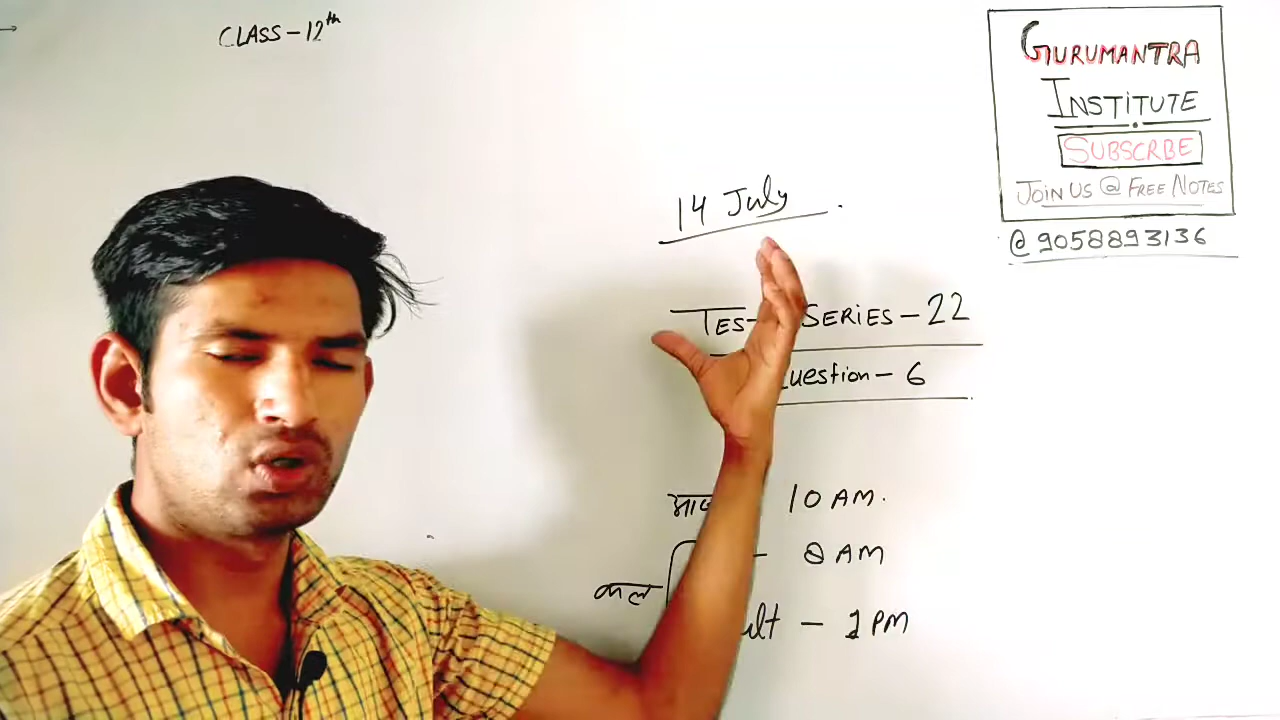 CLASS-12th
GURUMANTRA
INSTITUTE
SUBSCRBE
JOIN US @ FREE NOTES
@ 9058893136
14 July
SERIES - 22
- 6
10 AM.
8 AM
कल
- 2 PM